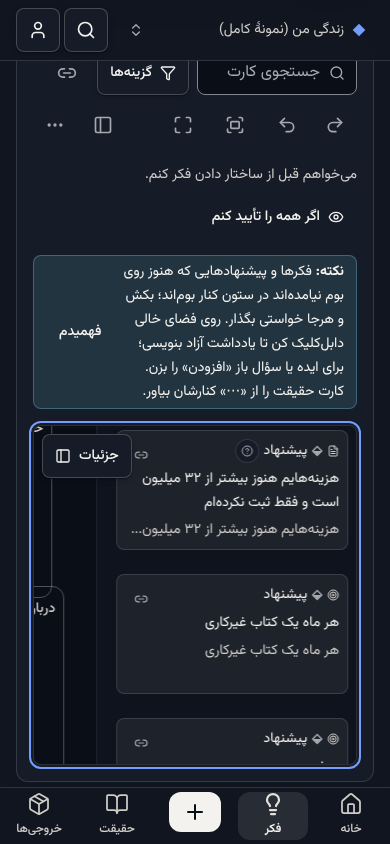 زندگی من (نمونهٔ کامل)
جستجوی کارت
گزینه‌ها
می‌خواهم قبل از ساختار دادن فکر کنم.
اگر همه را تأیید کنم
نکته: فکرها و پیشنهادهایی که هنوز روی
بوم نیامده‌اند در ستون کنار بوم‌اند؛ بکش
و هرجا خواستی بگذار. روی فضای خالی
دابل‌کلیک کن تا یادداشت آزاد بنویسی؛
برای ایده یا سؤال باز «افزودن» را بزن.
کارت حقیقت را از «⋯» کنارشان بیاور.
فهمیدم
جزئیات
پیشنهاد
هزینه‌هایم هنوز بیشتر از ۳۲ میلیون
است و فقط ثبت نکرده‌ام
هزینه‌هایم هنوز بیشتر از ۳۲ میلیون...
پیشنهاد
هر ماه یک کتاب غیرکاری
هر ماه یک کتاب غیرکاری
پیشنهاد
خانه
فکر
حقیقت
خروجی‌ها